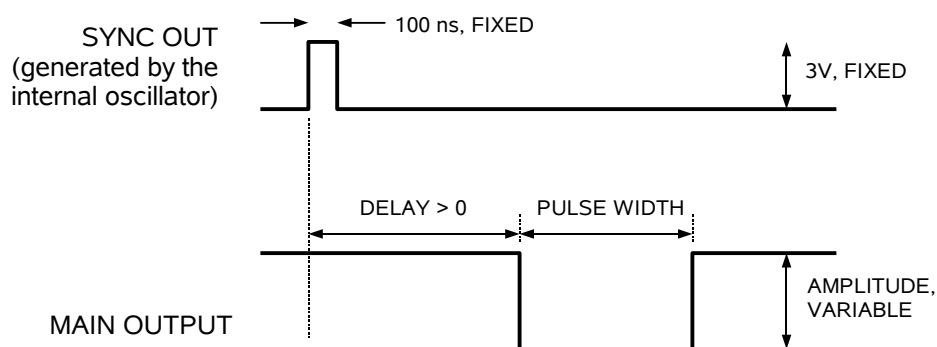 SYNC OUT
(generated by the
internal oscillator)
100 ns, FIXED
3V, FIXED
DELAY > 0
PULSE WIDTH
AMPLITUDE,
VARIABLE
MAIN OUTPUT